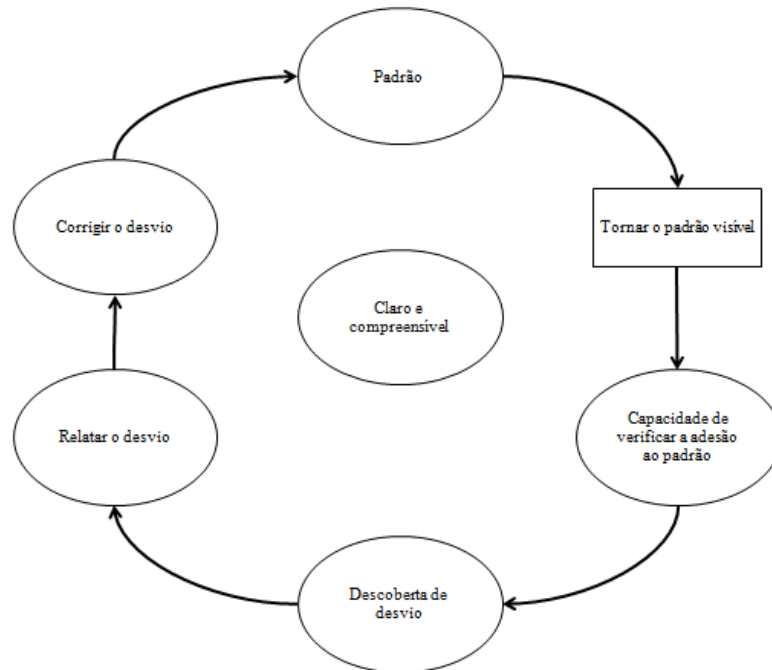 Padrão
Tornar o padrão visível
Capacidade de
verificar a adesão
ao padrão
Descoberta de
desvio
Relatar o desvio
Corrigir o desvio
Claro e
compreensível